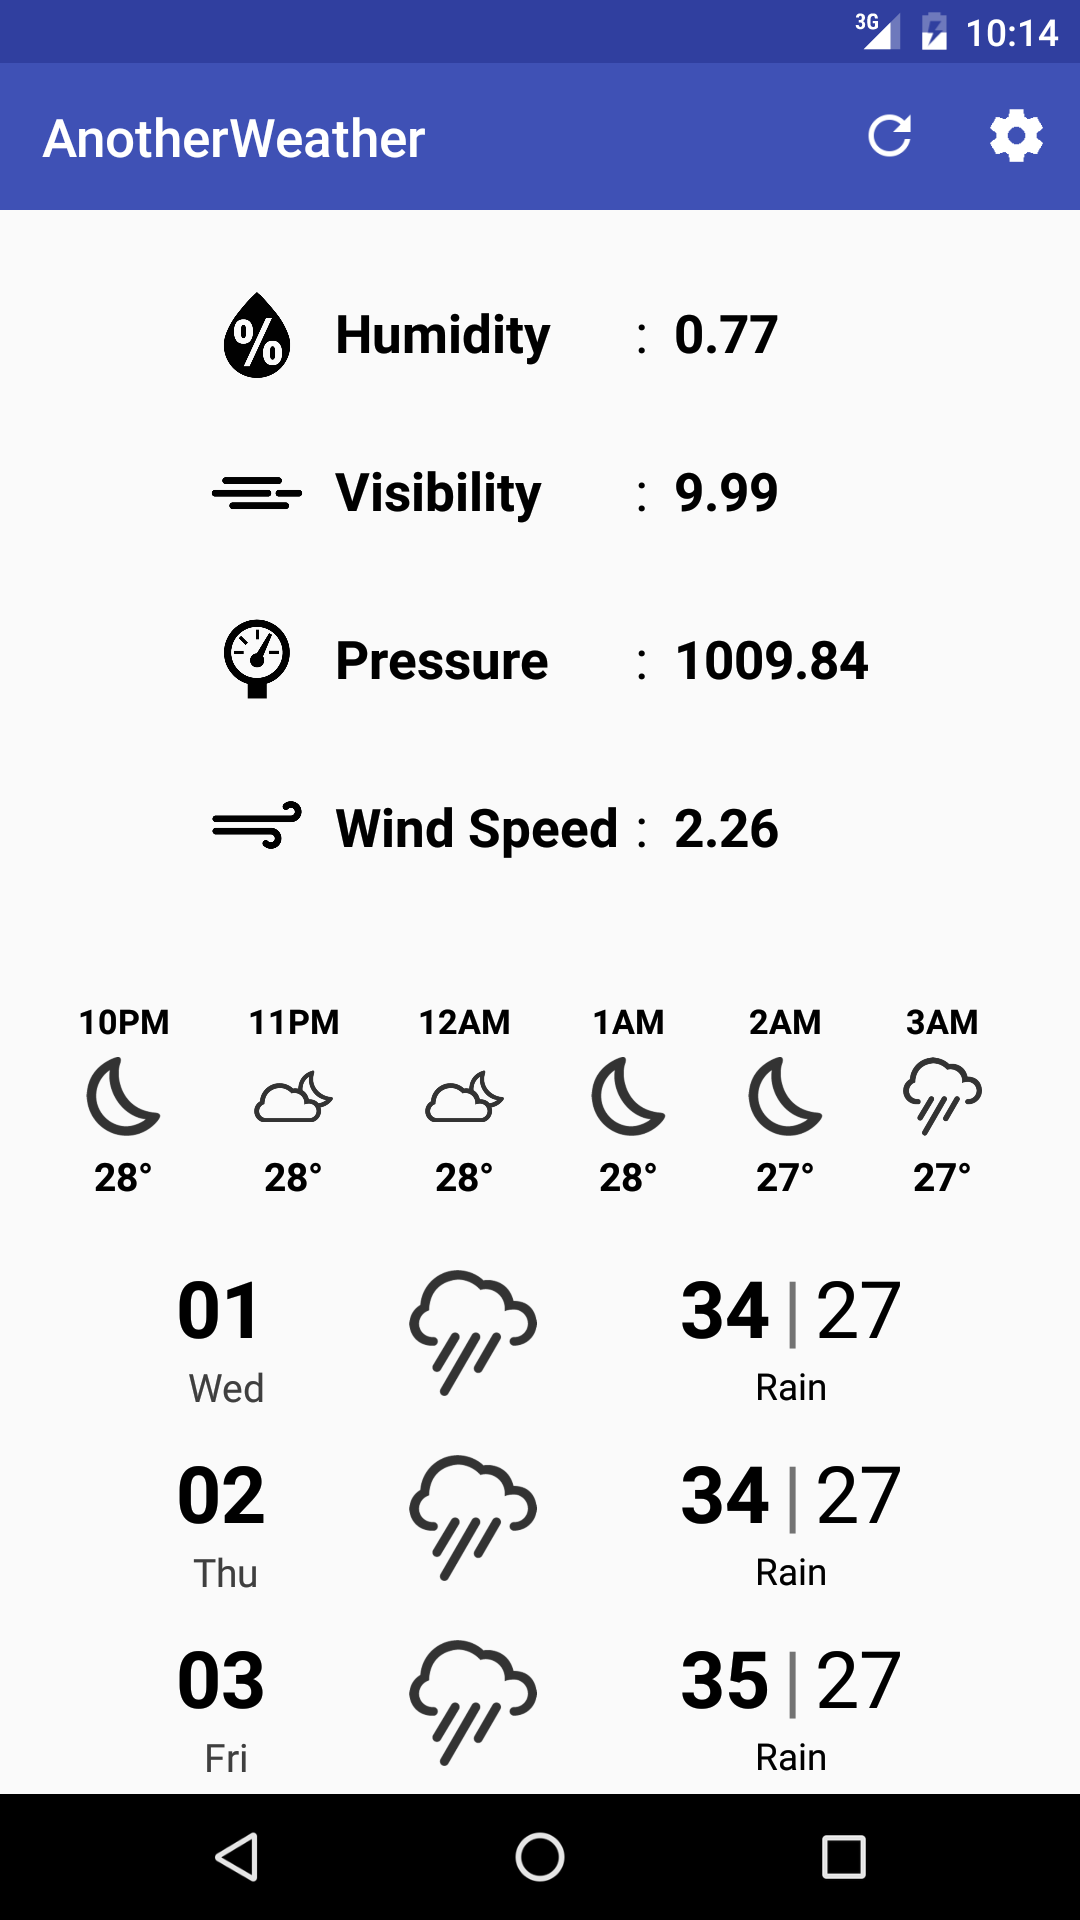 3G 10:14
AnotherWeather
% Humidity : 0.77
Visibility : 9.99
Pressure : 1009.84
Wind Speed : 2.26
10PM 11PM 12AM 1AM 2AM 3AM
28° 28° 28° 28° 27° 27°
01 34 | 27
Wed Rain
02 34 | 27
Thu Rain
03 35 | 27
Fri Rain